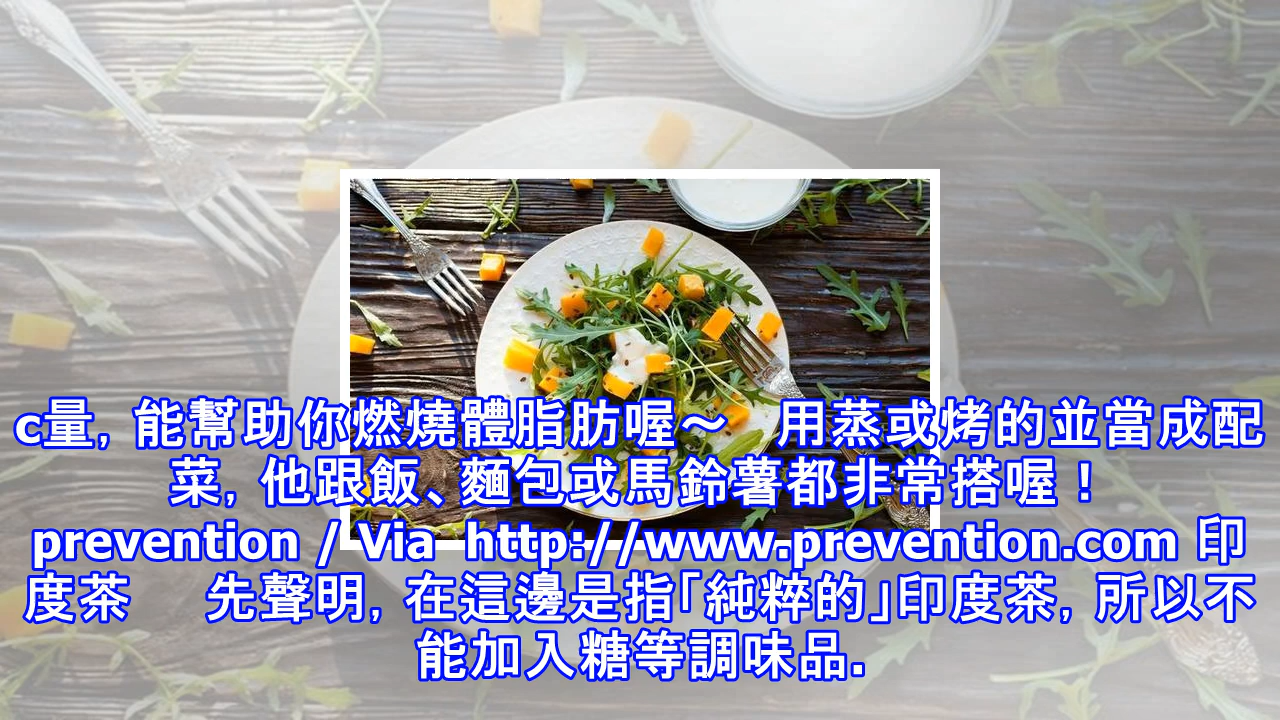 c量, 能幫助你燃燒體脂肪喔～　用蒸或烤的並當成配
菜, 他跟飯、麵包或馬鈴薯都非常搭喔！
prevention / Via  http://www.prevention.com 印
度茶　 先聲明, 在這邊是指「純粹的」印度茶, 所以不
能加入糖等調味品.